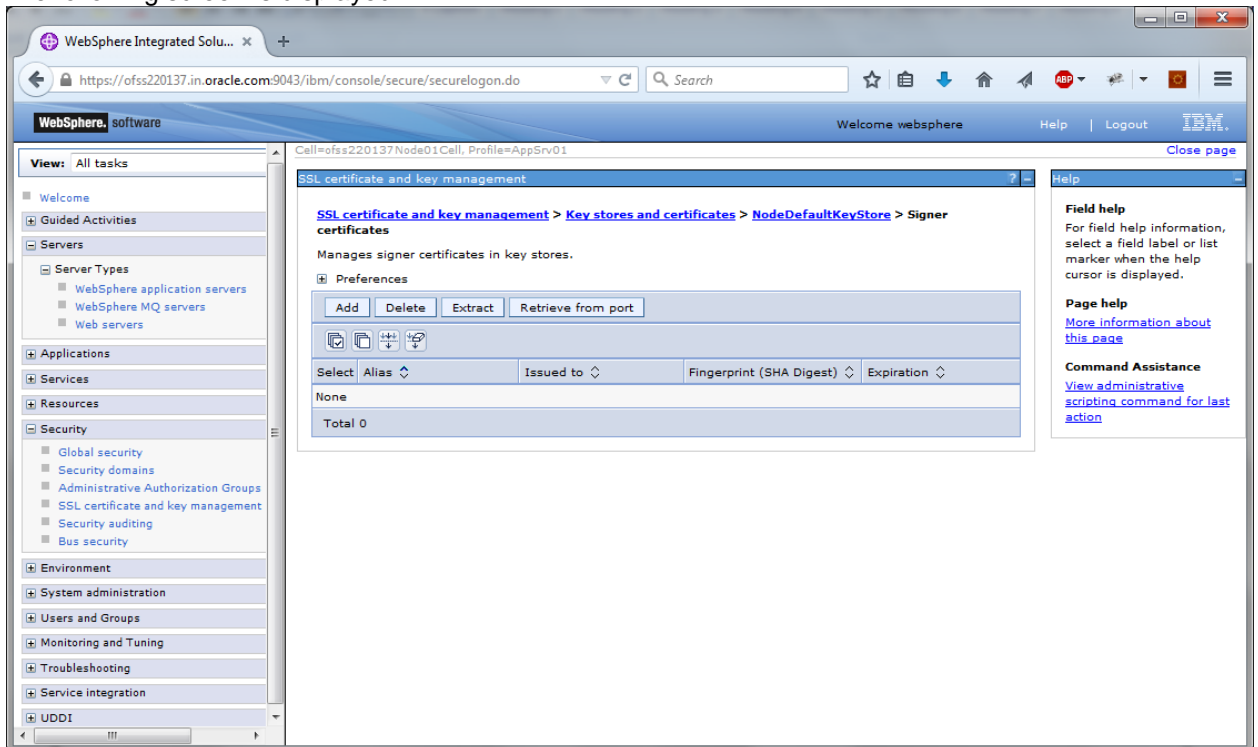 WebSphere Integrated Solu... ×
https://ofss220137.in.oracle.com:9043/ibm/console/secure/securelogon.do
Search
ABP
WebSphere. software
Welcome websphere
Help | Logout
IBM.
View: All tasks
Welcome
Guided Activities
Servers
Server Types
WebSphere application servers
WebSphere MQ servers
Web servers
Applications
Services
Resources
Security
Global security
Security domains
Administrative Authorization Groups
SSL certificate and key management
Security auditing
Bus security
Environment
System administration
Users and Groups
Monitoring and Tuning
Troubleshooting
Service integration
UDDI
Cell=ofss220137Node01Cell, Profile=AppSrv01
Close page
SSL certificate and key management ? –
SSL certificate and key management > Key stores and certificates > NodeDefaultKeyStore > Signer
certificates
Manages signer certificates in key stores.
Preferences
Add Delete Extract Retrieve from port
Select Alias Issued to Fingerprint (SHA Digest) Expiration
None
Total 0
Help –
Field help
For field help information,
select a field label or list
marker when the help
cursor is displayed.
Page help
More information about
this page
Command Assistance
View administrative
scripting command for last
action